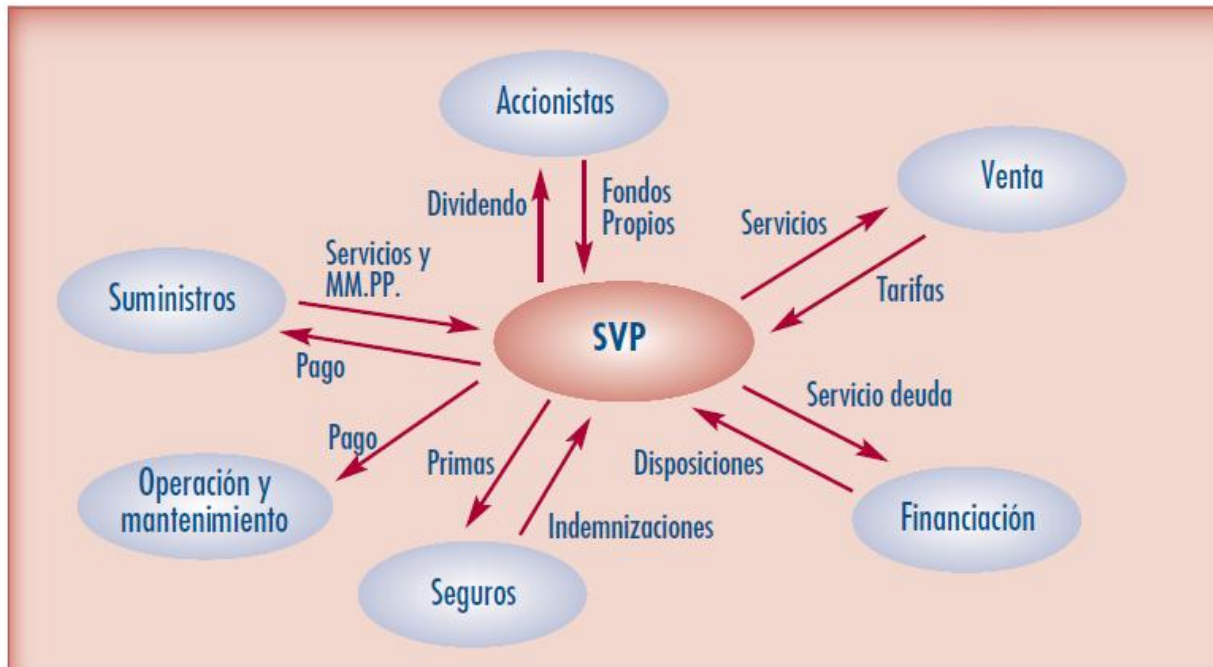 Accionistas
Venta
Dividendo
Fondos
Propios
Servicios
Servicios y
MM.PP.
Suministros
Tarifas
SVP
Pago
Servicio deuda
Pago
Primas
Disposiciones
Operación y
mantenimiento
Indemnizaciones
Financiación
Seguros